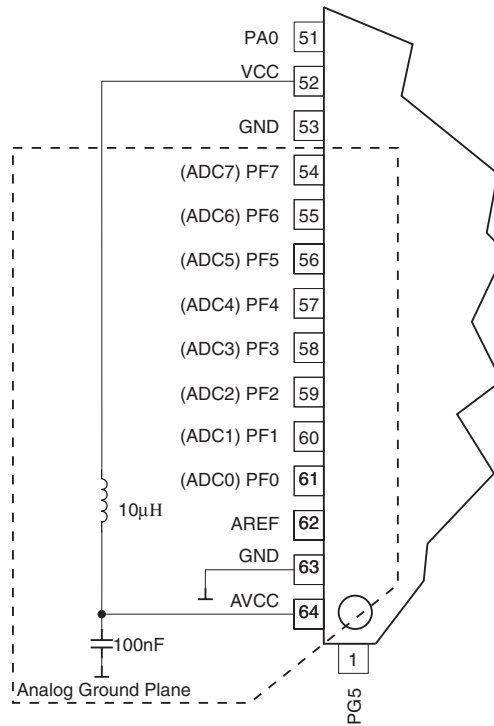 PA0 51
VCC 52
GND 53
(ADC7) PF7 54
(ADC6) PF6 55
(ADC5) PF5 56
(ADC4) PF4 57
(ADC3) PF3 58
(ADC2) PF2 59
(ADC1) PF1 60
(ADC0) PF0 61
10μH
AREF 62
GND 63
AVCC 64
100nF
1
Analog Ground Plane
PG5